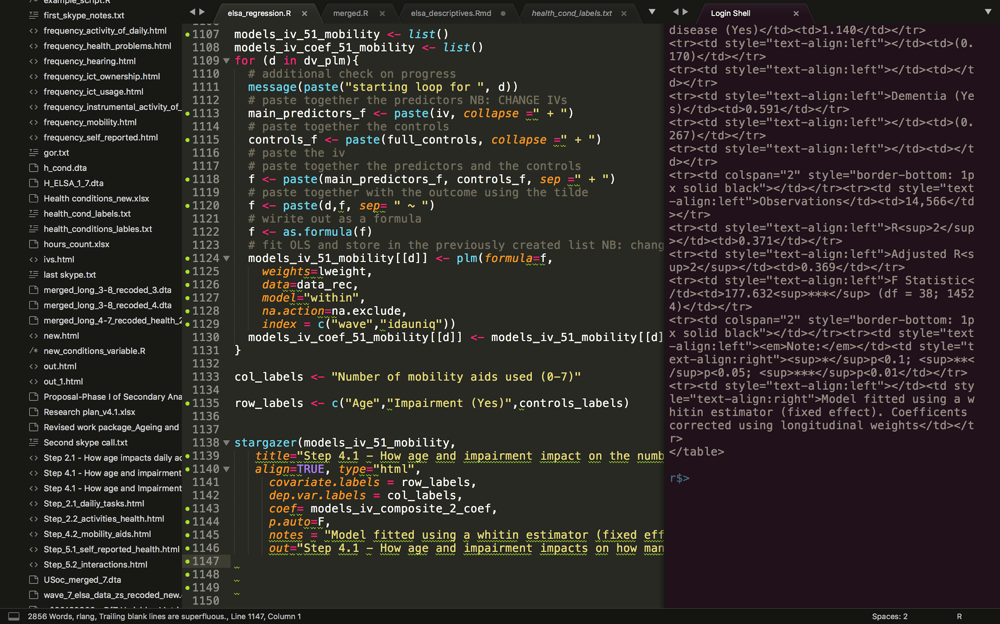 example_script.R
first_skype_notes.txt
frequency_activity_of_daily.html
frequency_health_problems.html
frequency_hearing.html
frequency_ict_ownership.html
frequency_ict_usage.html
frequency_instrumental_activity_of_
frequency_mobility.html
frequency_self_reported.html
gor.txt
h_cond.dta
H_ELSA_1_7.dta
Health conditions_new.xlsx
health_cond_labels.txt
health_conditions_lables.txt
hours_count.xlsx
ivs.html
last skype.txt
merged_long_3-8_recoded_3.dta
merged_long_3-8_recoded_4.dta
merged_long_4-7_recoded_health_2
new.html
new_conditions_variable.R
out.html
out_1.html
Proposal-Phase I of Secondary Ana
Research plan_v4.1.xlsx
Revised work package_Ageing and
Second skype call.txt
Step 2.1 - How age impacts daily ac
Step 4.1 - How age and impairment
Step 4.1 - How age and Impairment
Step_2.1_dailiy_tasks.html
Step_2.2_activities_health.html
Step_4.2_mobility_aids.html
Step_5.1_self_reported_health.html
Step_5.2_interactions.html
USoc_merged_7.dta
wave_7_elsa_data_zs_recoded_new.
elsa_regression.R
merged.R
elsa_descriptives.Rmd
health_cond_labels.txt
1107 models_iv_51_mobility <- list()
1108 models_iv_coef_51_mobility <- list()
1109 for (d in dv_plm){
1110 # additional check on progress
1111 message(paste("starting loop for ", d))
1112 # paste together the predictors NB: CHANGE IVs
1113 main_predictors_f <- paste(iv, collapse =" + ")
1114 # paste together the controls
1115 controls_f <- paste(full_controls, collapse =" + ")
1116 # paste the iv
1117 # paste together the predictors and the controls
1118 f <- paste(main_predictors_f, controls_f, sep =" + ")
1119 # paste together with the outcome using the tilde
1120 f <- paste(d,f, sep= " ~ ")
1121 # wirite out as a formula
1122 f <- as.formula(f)
1123 # fit OLS and store in the previously created list NB: chang
1124 models_iv_51_mobility[[d]] <- plm(formula=f,
1125 weights=lweight,
1126 data=data_rec,
1127 model="within",
1128 na.action=na.exclude,
1129 index = c("wave","idauniq"))
1130 models_iv_coef_51_mobility[[d]] <- models_iv_51_mobility[[d]
1131 }
1132
1133 col_labels <- "Number of mobility aids used (0-7)"
1134
1135 row_labels <- c("Age","Impairment (Yes)",controls_labels)
1136
1137
1138 stargazer(models_iv_51_mobility,
1139 title="Step 4.1 – How age and impairment impact on the numb
1140 align=TRUE, type="html",
1141 covariate.labels = row_labels,
1142 dep.var.labels = col_labels,
1143 coef= models_iv_composite_2_coef,
1144 p.auto=F,
1145 notes = "Model fitted using a whitin estimator (fixed eff
1146 out="Step 4.1 – How age and impairment impacts on how man
1147
1148
1149
1150
Login Shell
disease (Yes)</td><td>1.140</td></tr>
<tr><td style="text-align:left"></td><td>(0.
170)</td></tr>
<tr><td style="text-align:left"></td><td></t
d></tr>
<tr><td style="text-align:left">Dementia (Ye
s)</td><td>0.591</td></tr>
<tr><td style="text-align:left"></td><td>(0.
267)</td></tr>
<tr><td style="text-align:left"></td><td></t
d></tr>
<tr><td colspan="2" style="border-bottom: 1p
x solid black"></td></tr><tr><td style="text
-align:left">Observations</td><td>14,566</td
></tr>
<tr><td style="text-align:left">R<sup>2</sup
></td><td>0.371</td></tr>
<tr><td style="text-align:left">Adjusted R<s
up>2</sup></td><td>0.369</td></tr>
<tr><td style="text-align:left">F Statistic<
/td><td>177.632<sup>***</sup> (df = 38; 1452
4)</td></tr>
<tr><td colspan="2" style="border-bottom: 1p
x solid black"></td></tr><tr><td style="text
-align:left"><em>Note:</em></td><td style="t
ext-align:right"><sup>*</sup>p<0.1; <sup>**<
/sup>p<0.05; <sup>***</sup>p<0.01</td></tr>
<tr><td style="text-align:left"></td><td sty
le="text-align:right">Model fitted using a w
hitin estimator (fixed effect). Coefficents
corrected using longitudinal weights</td></t
r>
</table>
r$>
2856 Words, rlang, Trailing blank lines are superfluous., Line 1147, Column 1
Spaces: 2
R